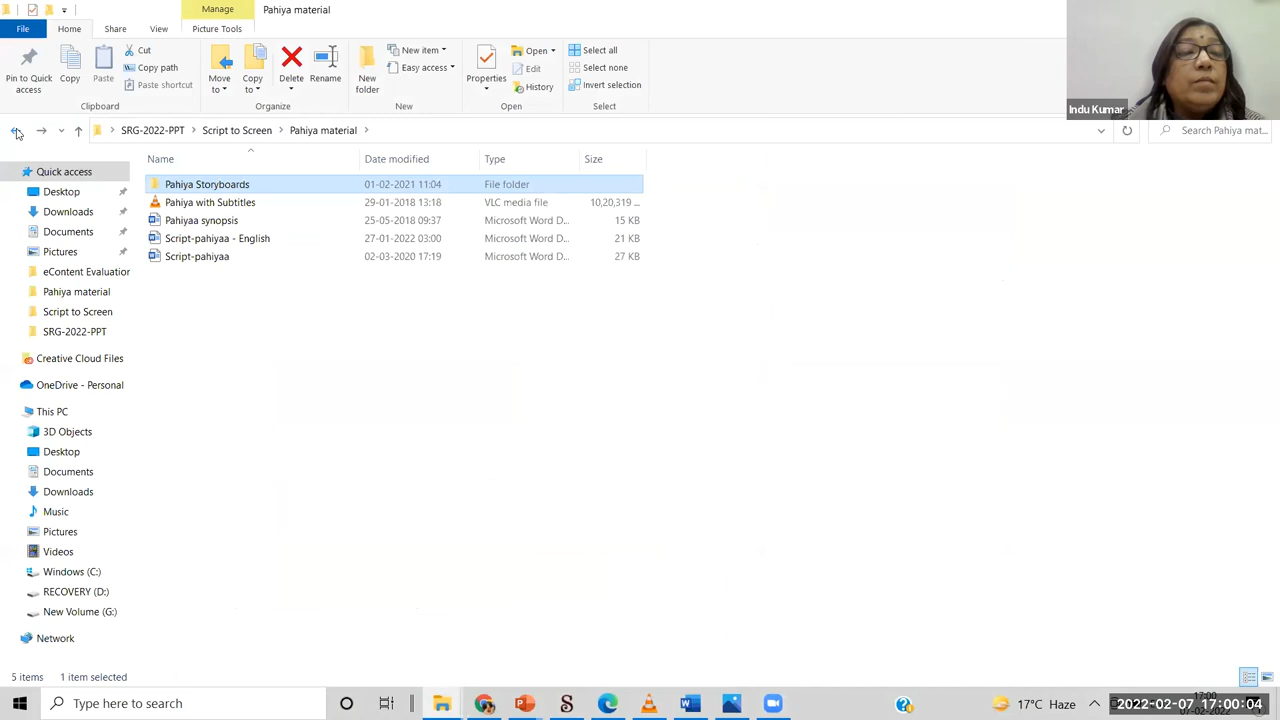 Manage
Pahiya material
File
Home
Share
View
Picture Tools
Pin to Quick access
Copy
Paste
Cut
Copy path
Paste shortcut
Clipboard
Move to
Copy to
Delete
Rename
Organize
New folder
New item
Easy access
New
Properties
Open
Edit
History
Open
Select all
Select none
Invert selection
Select
Indu Kumar
SRG-2022-PPT
Script to Screen
Pahiya material
Search Pahiya mat...
Name Date modified Type Size
Pahiya Storyboards 01-02-2021 11:04 File folder
Pahiya with Subtitles 29-01-2018 13:18 VLC media file 10,20,319 ...
Pahiyaa synopsis 25-05-2018 09:37 Microsoft Word D... 15 KB
Script-pahiyaa - English 27-01-2022 03:00 Microsoft Word D... 21 KB
Script-pahiyaa 02-03-2020 17:19 Microsoft Word D... 27 KB
Quick access
Desktop
Downloads
Documents
Pictures
eContent Evaluation
Pahiya material
Script to Screen
SRG-2022-PPT
Creative Cloud Files
OneDrive - Personal
This PC
3D Objects
Desktop
Documents
Downloads
Music
Pictures
Videos
Windows (C:)
RECOVERY (D:)
New Volume (G:)
Network
5 items 1 item selected
Type here to search
17°C Haze
17:00
2022-02-07 17:00:04
07-02-2022